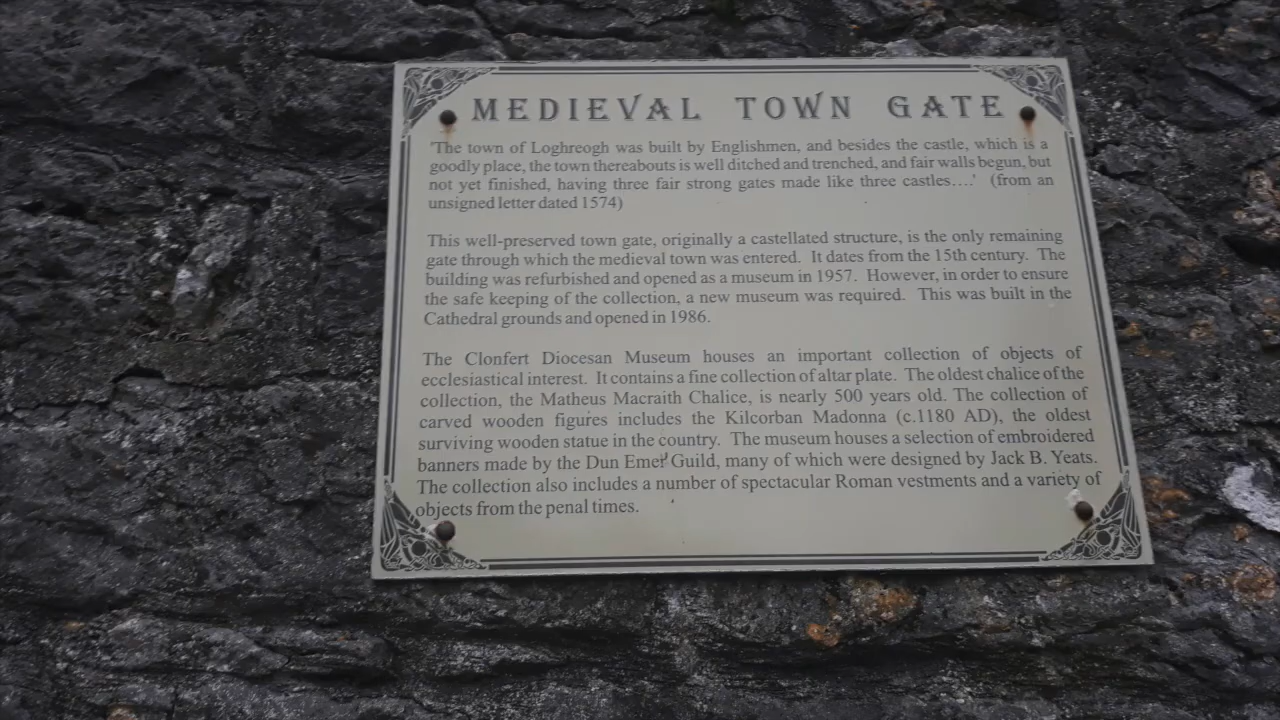 MEDIEVAL TOWN GATE
'The town of Loghreogh was built by Englishmen, and besides the castle, which is a
goodly place, the town thereabouts is well ditched and trenched, and fair walls begun, but
not yet finished, having three fair strong gates made like three castles….' (from an
unsigned letter dated 1574)
This well-preserved town gate, originally a castellated structure, is the only remaining
gate through which the medieval town was entered. It dates from the 15th century. The
building was refurbished and opened as a museum in 1957. However, in order to ensure
the safe keeping of the collection, a new museum was required. This was built in the
Cathedral grounds and opened in 1986.
The Clonfert Diocesan Museum houses an important collection of objects of
ecclesiastical interest. It contains a fine collection of altar plate. The oldest chalice of the
collection, the Matheus Macraith Chalice, is nearly 500 years old. The collection of
carved wooden figures includes the Kilcorban Madonna (c.1180 AD), the oldest
surviving wooden statue in the country. The museum houses a selection of embroidered
banners made by the Dun Emer Guild, many of which were designed by Jack B. Yeats.
The collection also includes a number of spectacular Roman vestments and a variety of
objects from the penal times.